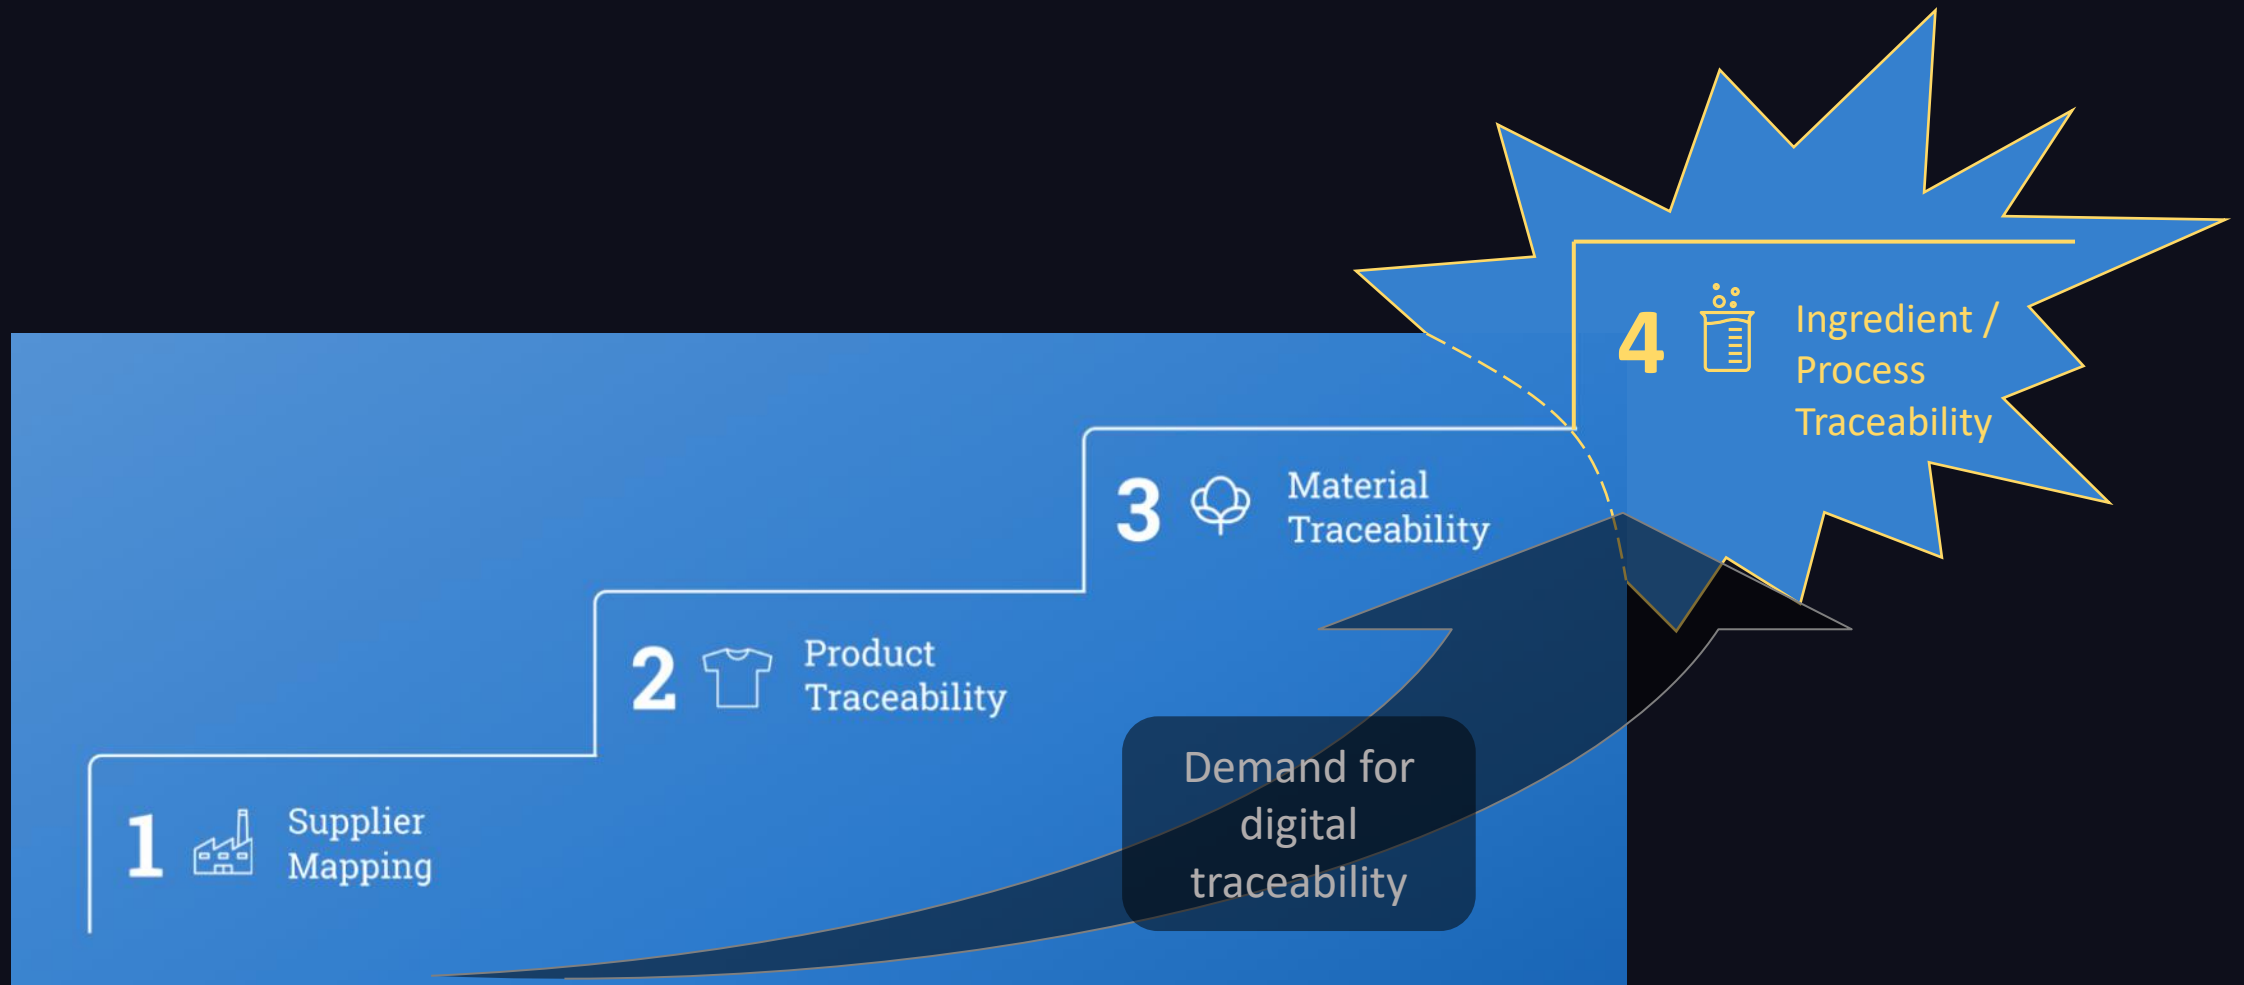 1
Supplier
Mapping
2
Product
Traceability
3
Material
Traceability
4
Ingredient /
Process
Traceability
Demand for
digital
traceability